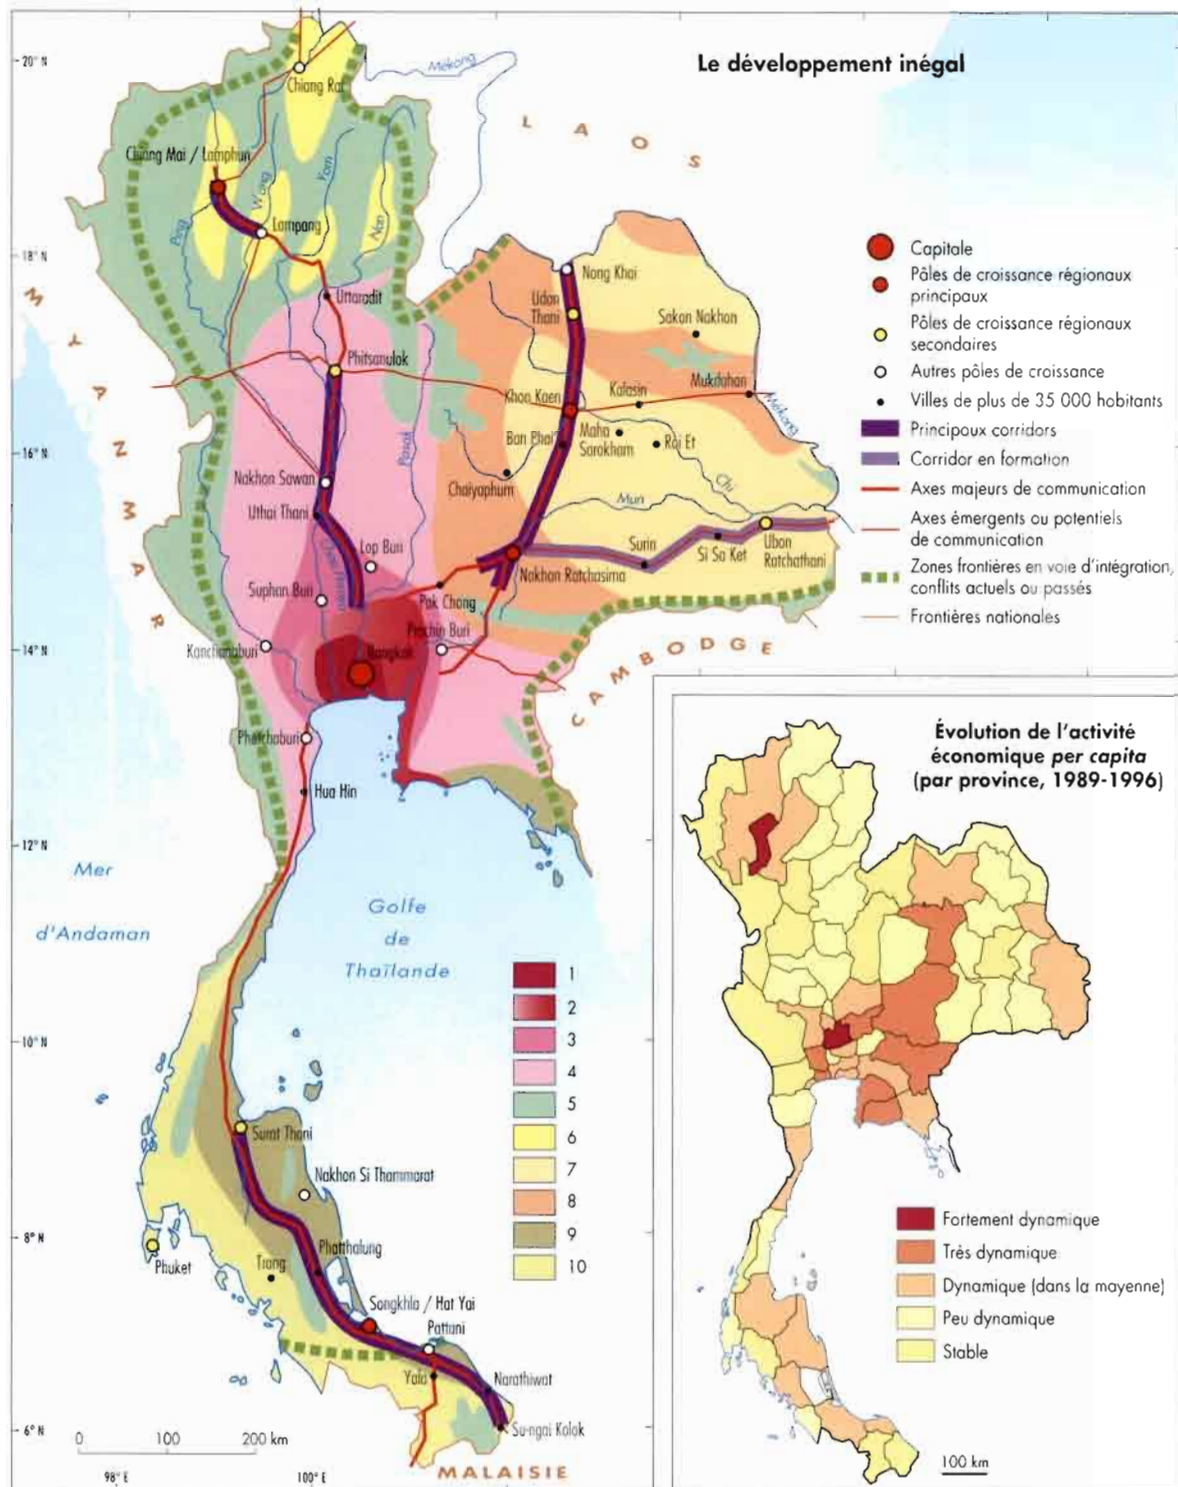 Le développement inégal
20° N
18° N
16° N
14° N
12° N
10° N
8° N
6° N
98° E
100° E
0 100 200 km
MYANMAR
LAOS
CAMBODGE
MALAISIE
Mer
d'Andaman
Golfe
de
Thaïlande
Mékong
Mékong
Ping
Wang
Yom
Nan
Pasak
Chi
Mun
Chiang Rai
Chiang Mai / Lamphun
Lampang
Uttaradit
Phitsanulok
Nakhon Sawan
Uthai Thani
Lop Buri
Suphan Buri
Kanchanaburi
Bangkok
Prachin Buri
Pak Chong
Phetchaburi
Hua Hin
Nong Khai
Udon
Thani
Sakon Nakhon
Khon Kaen
Kalasin
Mukdahan
Ban Phai
Maha
Sarakham
Roi Et
Chaiyaphum
Nakhon Ratchasima
Surin
Si Sa Ket
Ubon
Ratchathani
Surat Thani
Nakhon Si Thammarat
Phuket
Trang
Phatthalung
Songkhla / Hat Yai
Pattani
Yala
Narathiwat
Su-ngai Kolok
Capitale
Pôles de croissance régionaux
principaux
Pôles de croissance régionaux
secondaires
Autres pôles de croissance
Villes de plus de 35 000 habitants
Principaux corridors
Corridor en formation
Axes majeurs de communication
Axes émergents ou potentiels
de communication
Zones frontières en voie d'intégration,
conflits actuels ou passés
Frontières nationales
1
2
3
4
5
6
7
8
9
10
Évolution de l'activité
économique per capita
(par province, 1989-1996)
Fortement dynamique
Très dynamique
Dynamique (dans la moyenne)
Peu dynamique
Stable
100 km